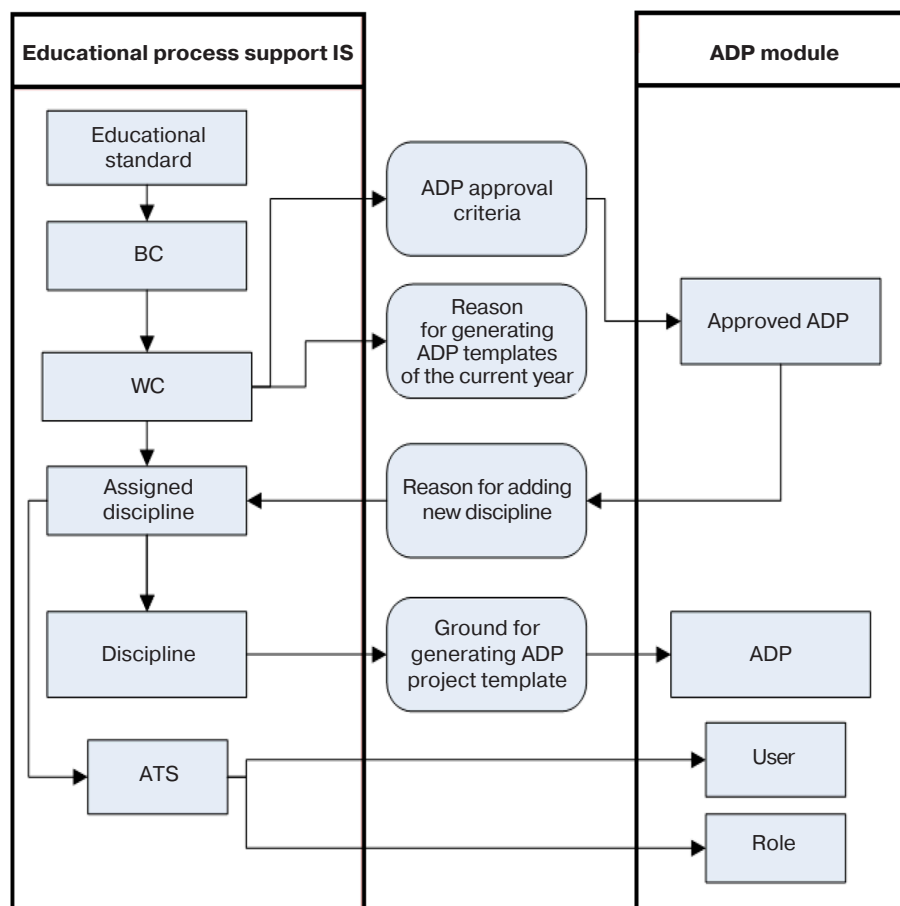 Educational process support IS
ADP module
Educational
standard
BC
WC
Assigned
discipline
Discipline
ATS
ADP approval
criteria
Reason
for generating
ADP templates
of the current year
Reason for adding
new discipline
Ground for
generating ADP
project template
Approved ADP
ADP
User
Role